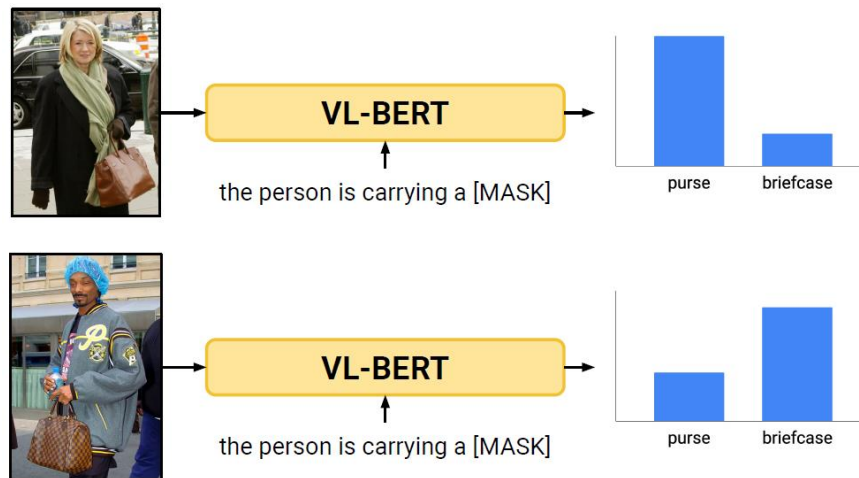 VL-BERT
the person is carrying a [MASK]
purse briefcase
P
VL-BERT
the person is carrying a [MASK]
purse briefcase